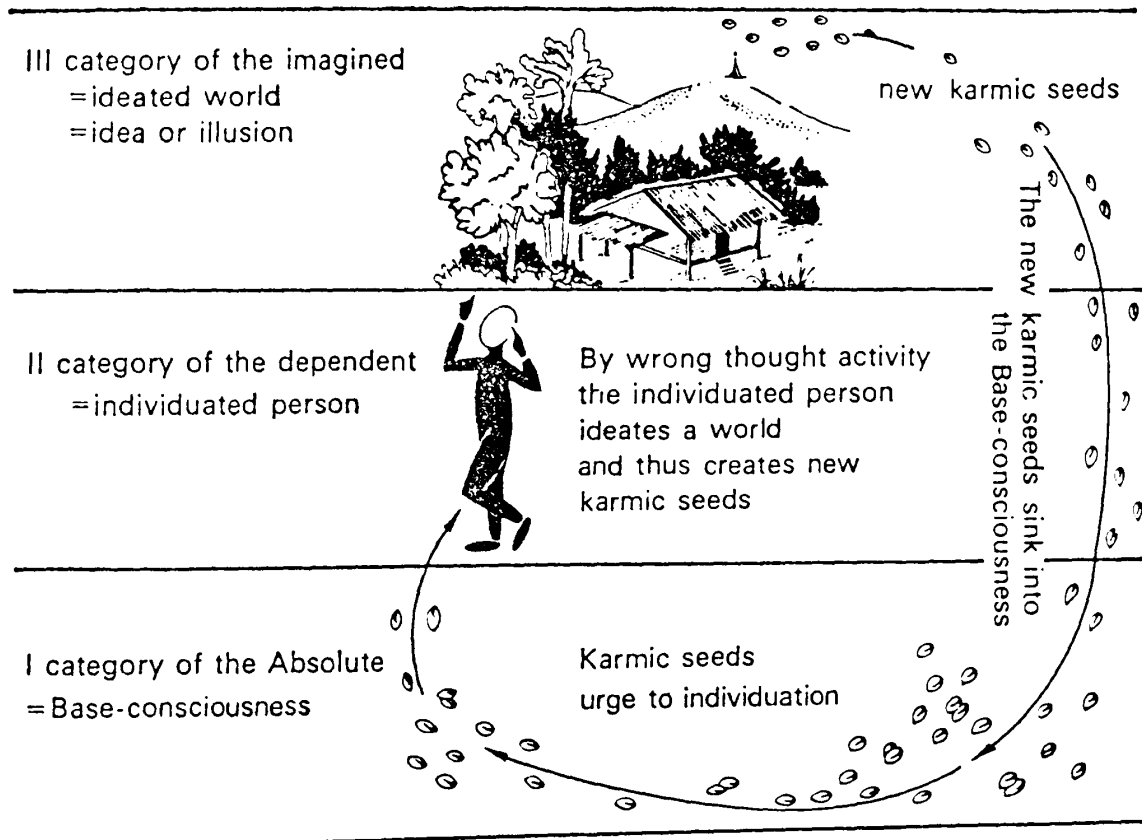 III category of the imagined
=ideated world
=idea or illusion
new karmic seeds
The new karmic seeds sink into
the Base-consciousness
II category of the dependent
=individuated person
By wrong thought activity
the individuated person
ideates a world
and thus creates new
karmic seeds
I category of the Absolute
=Base-consciousness
Karmic seeds
urge to individuation